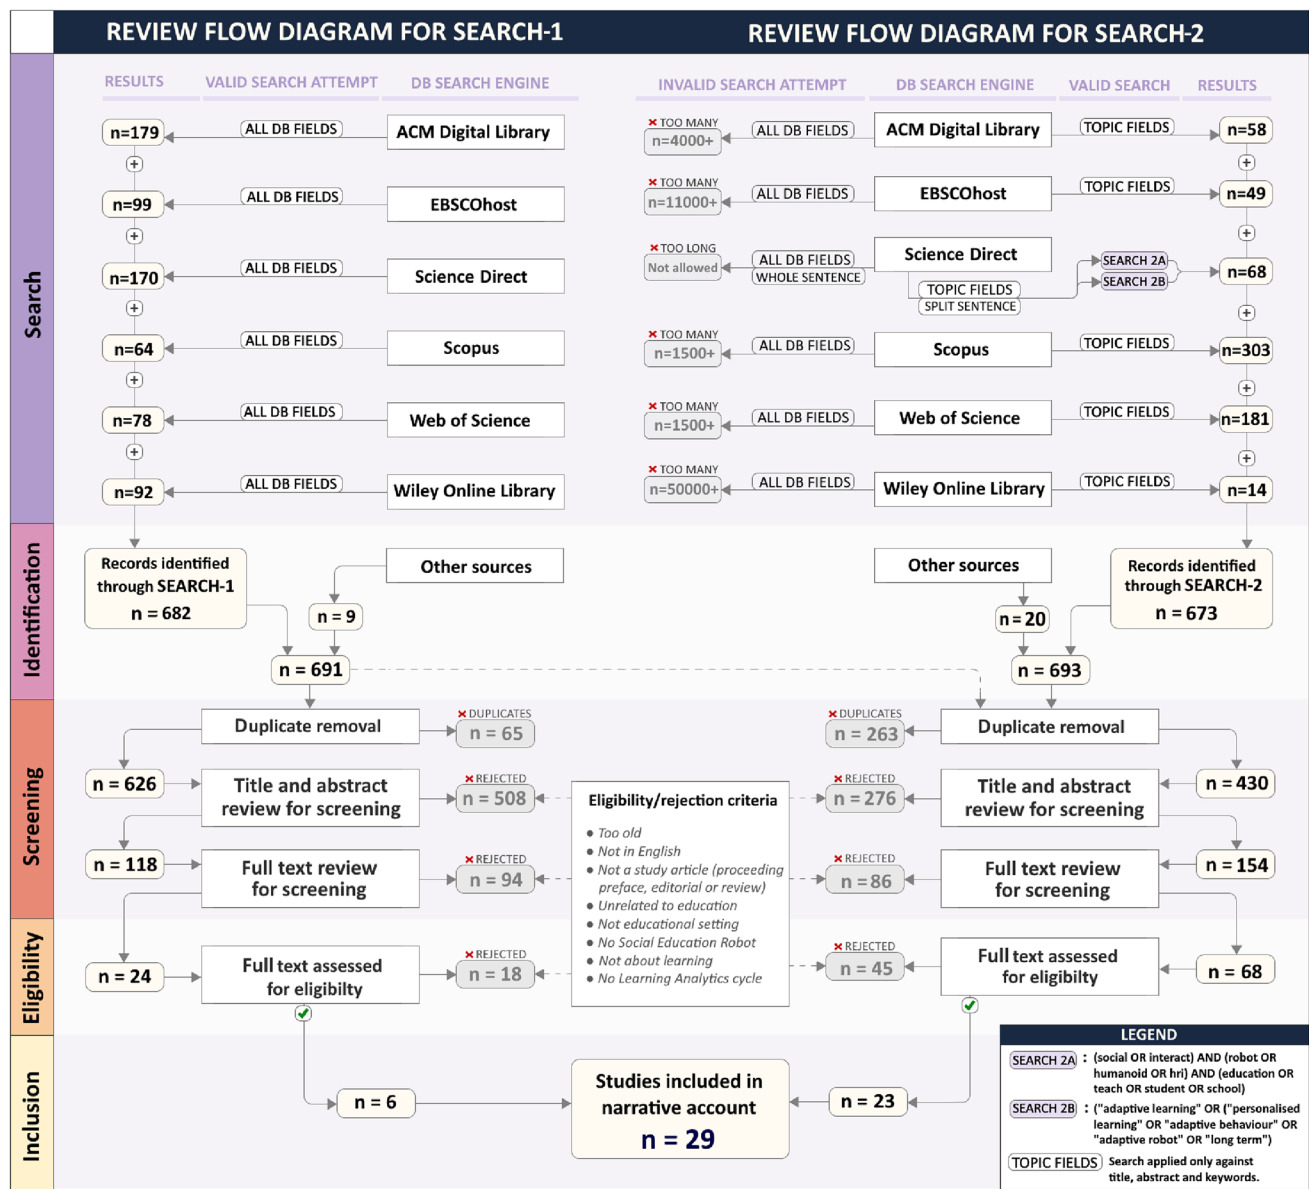 REVIEW FLOW DIAGRAM FOR SEARCH-1
REVIEW FLOW DIAGRAM FOR SEARCH-2
Search
RESULTS
VALID SEARCH ATTEMPT
DB SEARCH ENGINE
n=179
ALL DB FIELDS
ACM Digital Library
+
n=99
ALL DB FIELDS
EBSCOhost
+
n=170
ALL DB FIELDS
Science Direct
+
n=64
ALL DB FIELDS
Scopus
+
n=78
ALL DB FIELDS
Web of Science
+
n=92
ALL DB FIELDS
Wiley Online Library
INVALID SEARCH ATTEMPT
DB SEARCH ENGINE
VALID SEARCH
RESULTS
× TOO MANY
n=4000+
ALL DB FIELDS
ACM Digital Library
TOPIC FIELDS
n=58
+
× TOO MANY
n=11000+
ALL DB FIELDS
EBSCOhost
TOPIC FIELDS
n=49
+
× TOO LONG
Not allowed
ALL DB FIELDS
WHOLE SENTENCE
Science Direct
TOPIC FIELDS
SPLIT SENTENCE
SEARCH 2A
SEARCH 2B
n=68
+
× TOO MANY
n=1500+
ALL DB FIELDS
Scopus
TOPIC FIELDS
n=303
+
× TOO MANY
n=1500+
ALL DB FIELDS
Web of Science
TOPIC FIELDS
n=181
+
× TOO MANY
n=50000+
ALL DB FIELDS
Wiley Online Library
TOPIC FIELDS
n=14
Identification
Records identified
through SEARCH-1
n = 682
Other sources
n = 9
n = 691
Other sources
n = 20
Records identified
through SEARCH-2
n = 673
n = 693
Screening
Duplicate removal
× DUPLICATES
n = 65
n = 626
Title and abstract
review for screening
× REJECTED
n = 508
n = 118
Full text review
for screening
× REJECTED
n = 94
Eligibility/rejection criteria
● Too old
● Not in English
● Not a study article (proceeding
preface, editorial or review)
● Unrelated to education
● Not educational setting
● No Social Education Robot
● Not about learning
● No Learning Analytics cycle
× DUPLICATES
n = 263
Duplicate removal
n = 430
× REJECTED
n = 276
Title and abstract
review for screening
n = 154
× REJECTED
n = 86
Full text review
for screening
Eligibility
n = 24
Full text assessed
for eligibilty
× REJECTED
n = 18
× REJECTED
n = 45
Full text assessed
for eligibilty
n = 68
Inclusion
n = 6
Studies included in
narrative account
n = 29
n = 23
LEGEND
SEARCH 2A : (social OR interact) AND (robot OR
humanoid OR hri) AND (education OR
teach OR student OR school)
SEARCH 2B : ("adaptive learning" OR ("personalised
learning" OR "adaptive behaviour" OR
"adaptive robot" OR "long term")
TOPIC FIELDS Search applied only against
title, abstract and keywords.